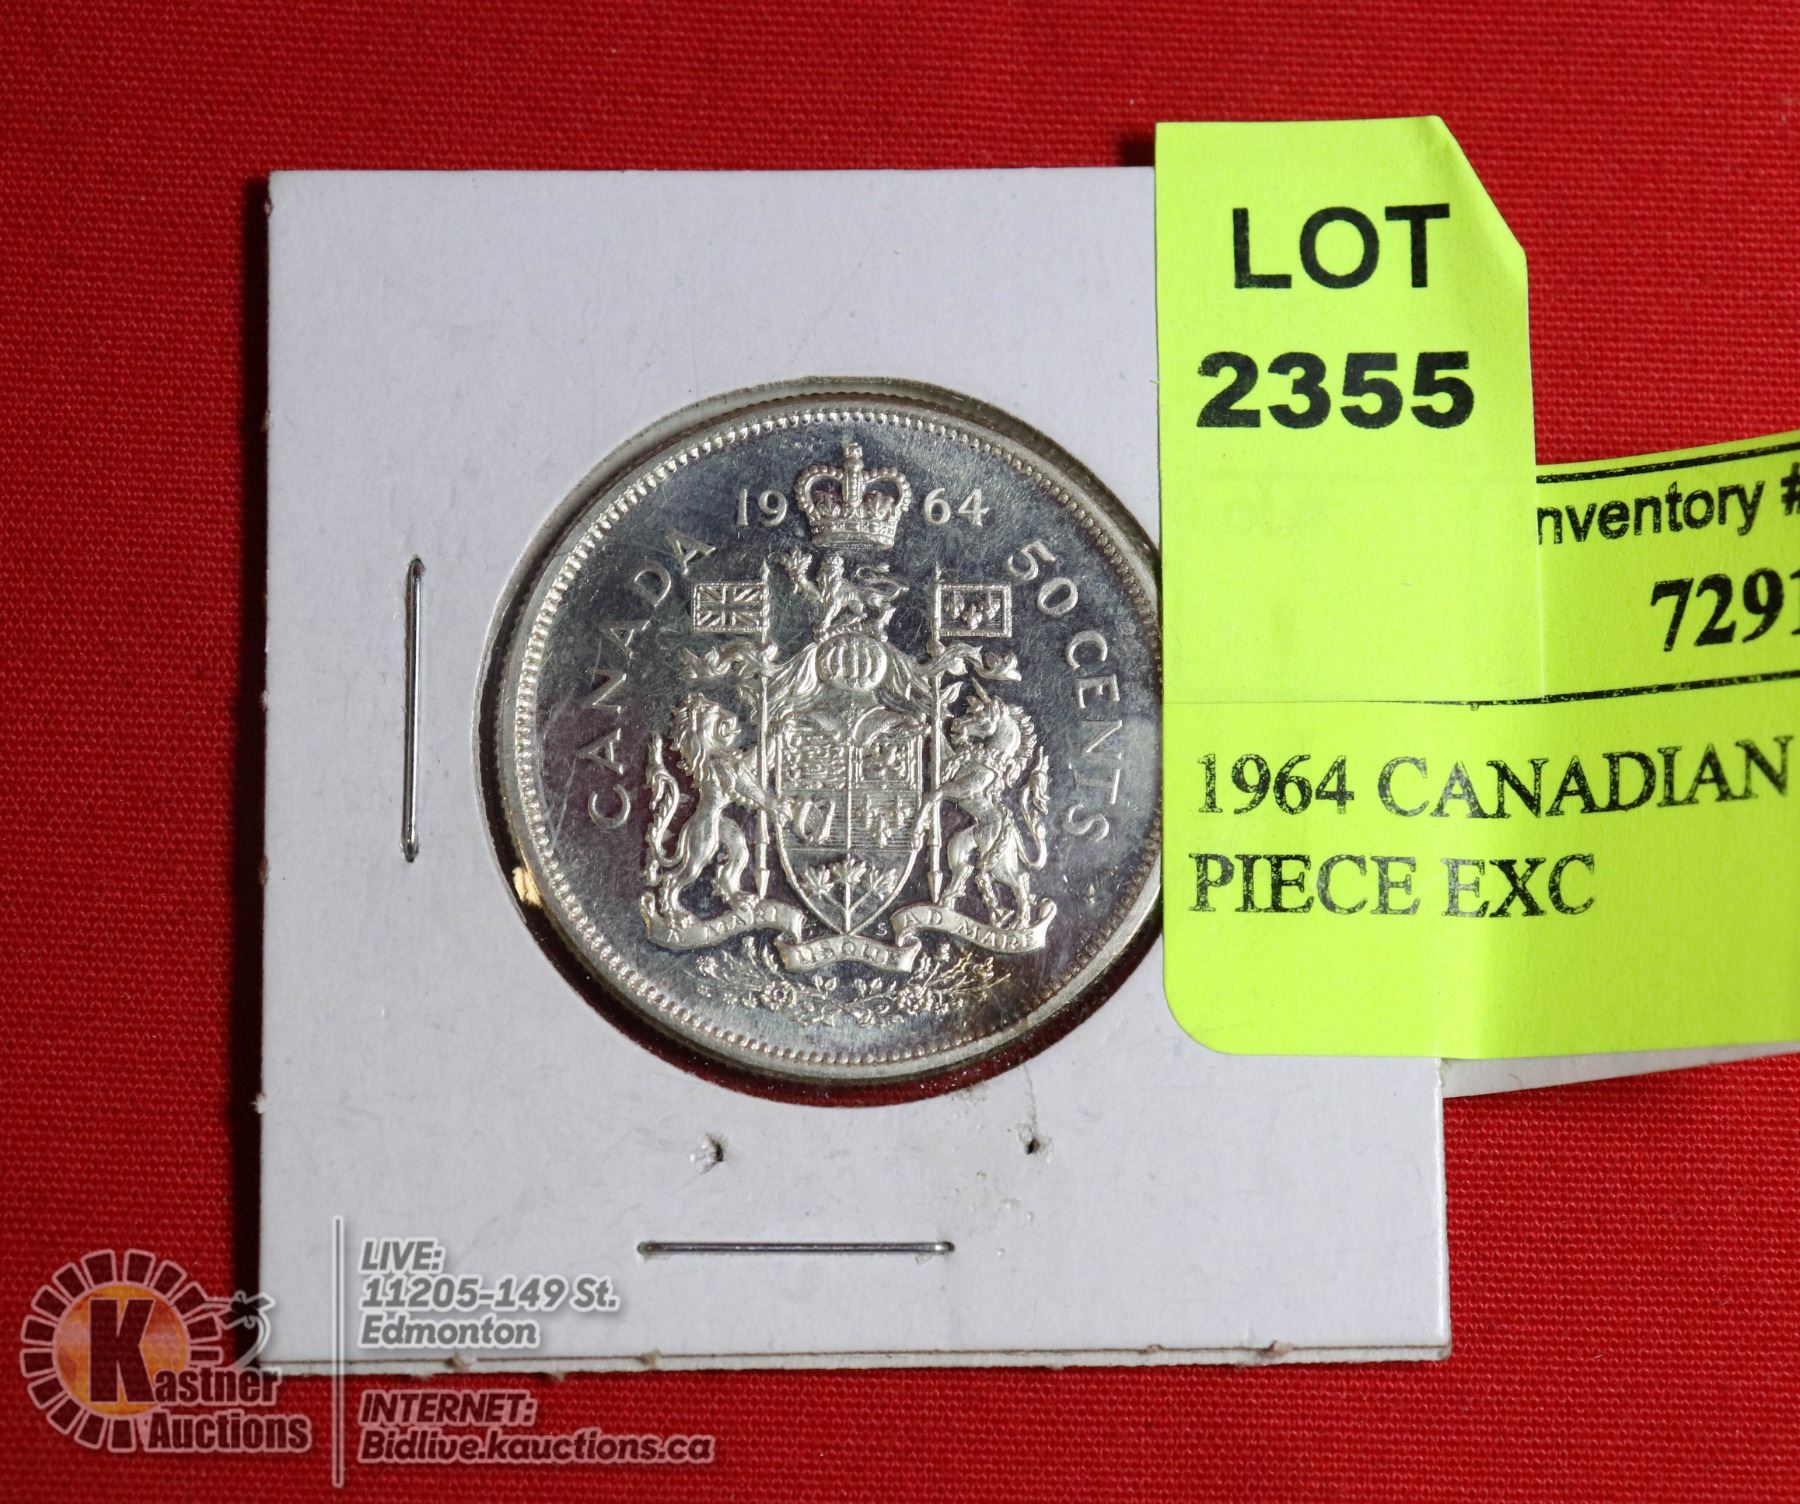 LOT
2355
nventory #
7291
1964 CANADIAN
PIECE EXC
1964
CANADA
50 CENTS
A MARI
USQUE
AD MARE
S
LIVE:
11205-149 St.
Edmonton
Kastner
Auctions
INTERNET:
Bidlive.kauctions.ca